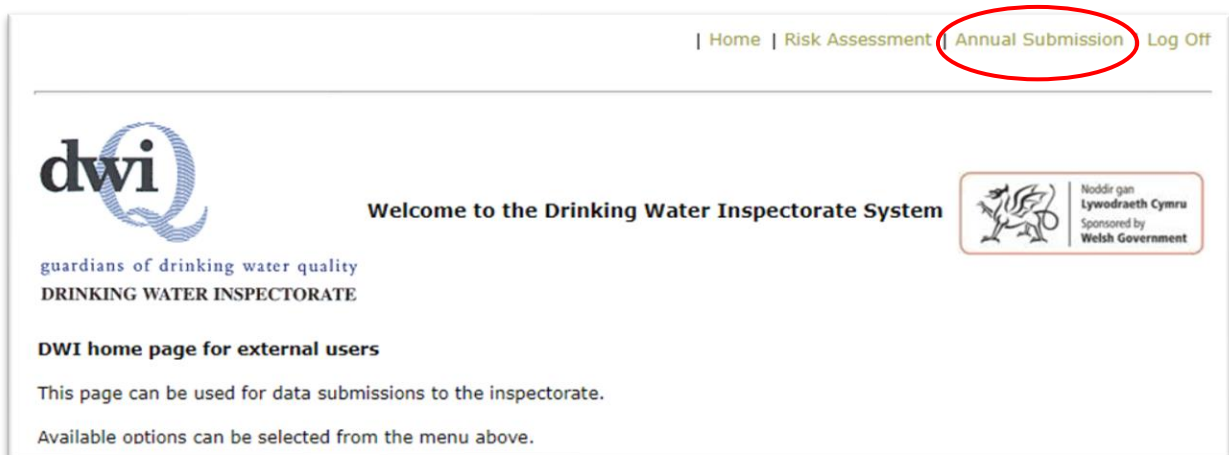 | Home | Risk Assessment | Annual Submission Log Off
dwi
Welcome to the Drinking Water Inspectorate System
Noddir gan
Lywodraeth Cymru
Sponsored by
Welsh Government
guardians of drinking water quality
DRINKING WATER INSPECTORATE
DWI home page for external users
This page can be used for data submissions to the inspectorate.
Available options can be selected from the menu above.